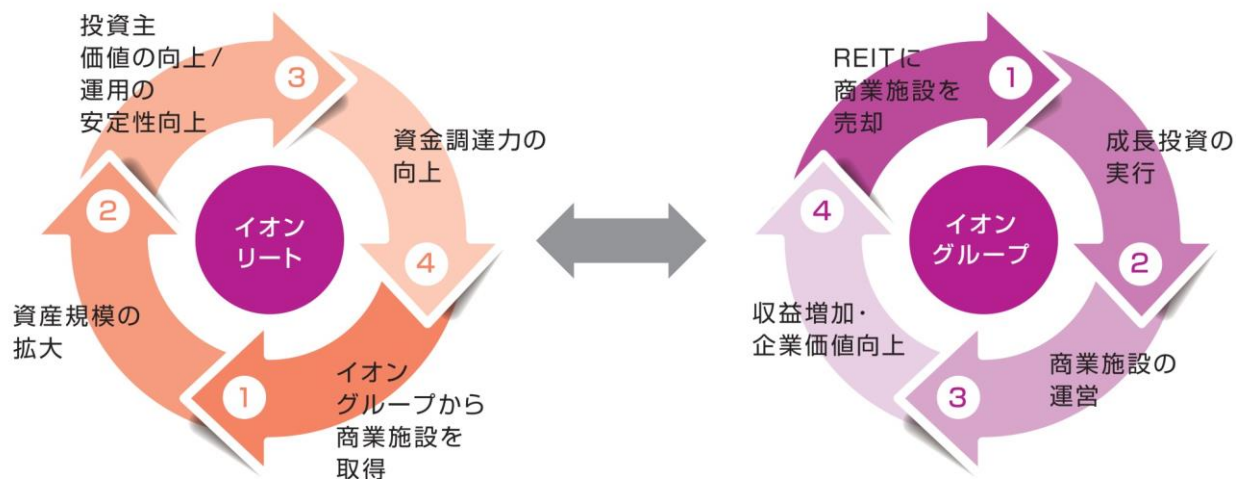 投資主
価値の向上/
運用の
安定性向上
3
資金調達力の
向上
2
イオン
リート
4
資産規模の
拡大
1
イオン
グループから
商業施設を
取得
REITに
商業施設を
売却
1
成長投資の
実行
4
イオン
グループ
2
収益増加・
企業価値向上
3
商業施設の
運営